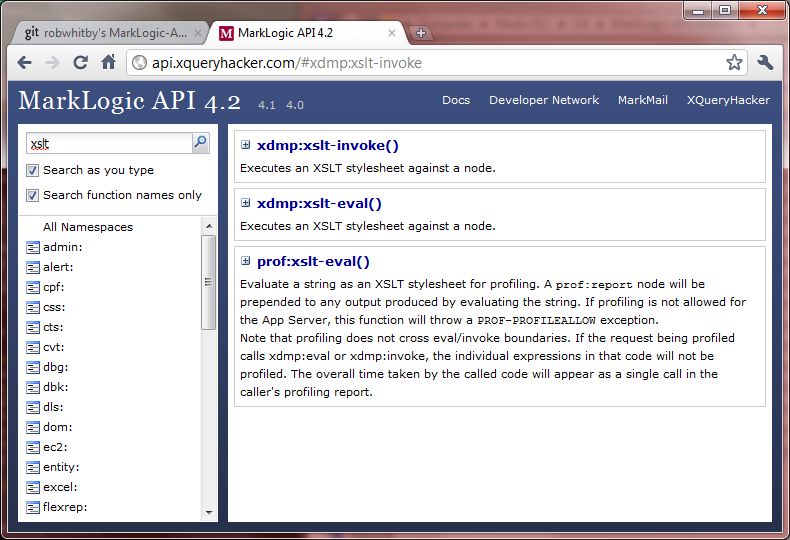 git robwhitby's MarkLogic-A...
M MarkLogic API 4.2
api.xqueryhacker.com/#xdmp:xslt-invoke
MarkLogic API 4.2 4.1 4.0
Docs Developer Network MarkMail XQueryHacker
xslt
Search as you type
Search function names only
All Namespaces
admin:
alert:
cpf:
css:
cts:
cvt:
dbg:
dbk:
dls:
dom:
ec2:
entity:
excel:
flexrep:
xdmp:xslt-invoke()
Executes an XSLT stylesheet against a node.
xdmp:xslt-eval()
Executes an XSLT stylesheet against a node.
prof:xslt-eval()
Evaluate a string as an XSLT stylesheet for profiling. A prof:report node will be
prepended to any output produced by evaluating the string. If profiling is not allowed for
the App Server, this function will throw a PROF-PROFILEALLOW exception.
Note that profiling does not cross eval/invoke boundaries. If the request being profiled
calls xdmp:eval or xdmp:invoke, the individual expressions in that code will not be
profiled. The overall time taken by the called code will appear as a single call in the
caller's profiling report.